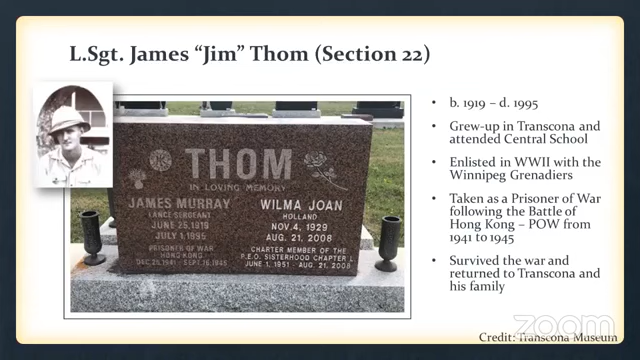 L.Sgt. James “Jim” Thom (Section 22)
THOM
IN LOVING MEMORY
JAMES MURRAY
LANCE SERGEANT
JUNE 25, 1919
JULY 1, 1995
PRISONER OF WAR
HONG KONG
DEC. 25, 1941 - SEPT. 16, 1945
WILMA JOAN
HOLLAND
NOV. 4, 1929
AUG. 21, 2008
CHARTER MEMBER OF THE
P.E.O. SISTERHOOD CHAPTER L
JUNE 1, 1951 - AUG. 21, 2008
• b. 1919 – d. 1995
• Grew-up in Transcona and
attended Central School
• Enlisted in WWII with the
Winnipeg Grenadiers
• Taken as a Prisoner of War
following the Battle of
Hong Kong – POW from
1941 to 1945
• Survived the war and
returned to Transcona and
his family
Credit: Transcona Museum
zoom